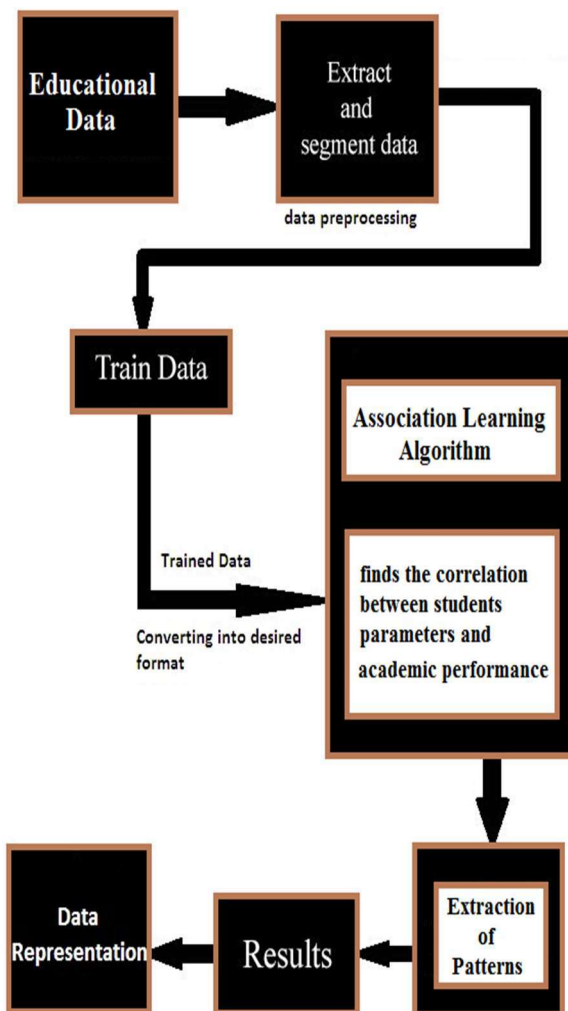 Educational
Data
Extract
and
segment data
data preprocessing
Train Data
Association Learning
Algorithm
Trained Data
Converting into desired
format
finds the correlation
between students
parameters and
academic performance
Extraction
of
Patterns
Results
Data
Representation